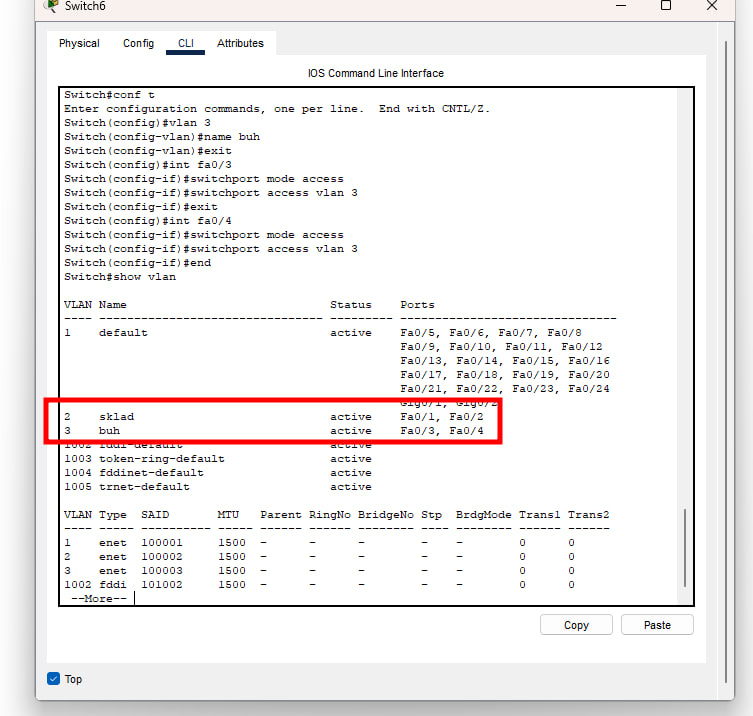 Switch6
Physical Config CLI Attributes
IOS Command Line Interface
Switch#conf t
Enter configuration commands, one per line.  End with CNTL/Z.
Switch(config)#vlan 3
Switch(config-vlan)#name buh
Switch(config-vlan)#exit
Switch(config)#int fa0/3
Switch(config-if)#switchport mode access
Switch(config-if)#switchport access vlan 3
Switch(config-if)#exit
Switch(config)#int fa0/4
Switch(config-if)#switchport mode access
Switch(config-if)#switchport access vlan 3
Switch(config-if)#end
Switch#show vlan
VLAN Name                             Status    Ports
---- -------------------------------- --------- -------------------------------
1    default                          active    Fa0/5, Fa0/6, Fa0/7, Fa0/8
                                                Fa0/9, Fa0/10, Fa0/11, Fa0/12
                                                Fa0/13, Fa0/14, Fa0/15, Fa0/16
                                                Fa0/17, Fa0/18, Fa0/19, Fa0/20
                                                Fa0/21, Fa0/22, Fa0/23, Fa0/24
                                                Gig0/1, Gig0/2
2    sklad                            active    Fa0/1, Fa0/2
3    buh                              active    Fa0/3, Fa0/4
1002 fddi-default                     active
1003 token-ring-default               active
1004 fddinet-default                  active
1005 trnet-default                    active
VLAN Type  SAID       MTU   Parent RingNo BridgeNo Stp  BrdgMode Trans1 Trans2
---- ----- ---------- ----- ------ ------ -------- ---- -------- ------ ------
1    enet  100001     1500  -      -      -        -    -        0      0
2    enet  100002     1500  -      -      -        -    -        0      0
3    enet  100003     1500  -      -      -        -    -        0      0
1002 fddi  101002     1500  -      -      -        -    -        0      0
 --More--
Copy Paste
Top